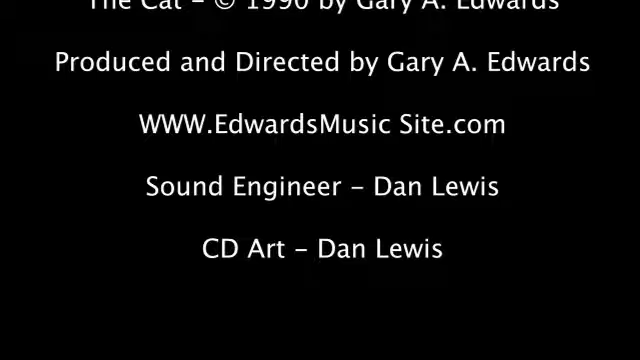 The Cat - © 1990 by Gary A. Edwards
Produced and Directed by Gary A. Edwards
WWW.EdwardsMusic Site.com
Sound Engineer - Dan Lewis
CD Art - Dan Lewis